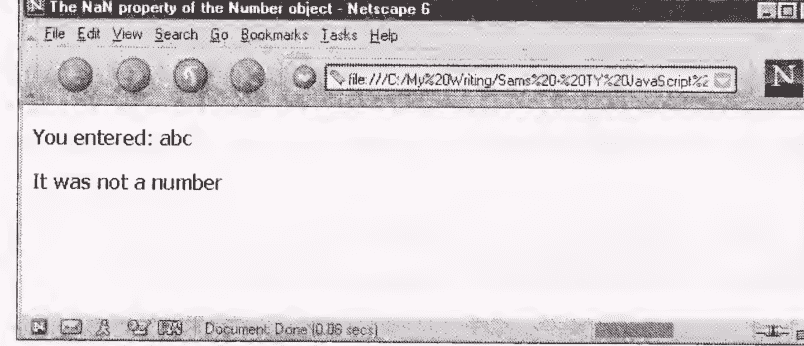 The NaN property of the Number object - Netscape 6
File Edit View Search Go Bookmarks Tasks Help
file:///C:/My%20Writing/Sams%20-%20TY%20JavaScript%2
N
You entered: abc
It was not a number
Document: Done (0.06 secs)